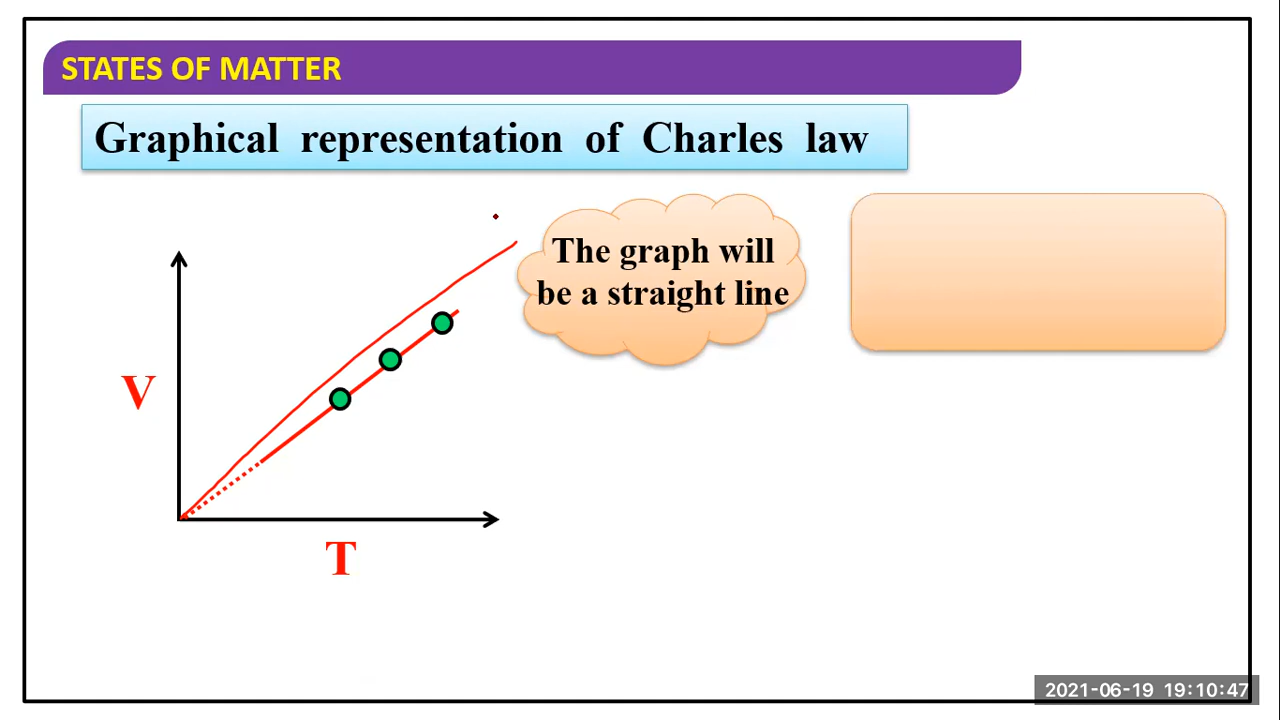 STATES OF MATTER
Graphical representation of Charles law
The graph will
be a straight line
V
T
2021-06-19 19:10:47